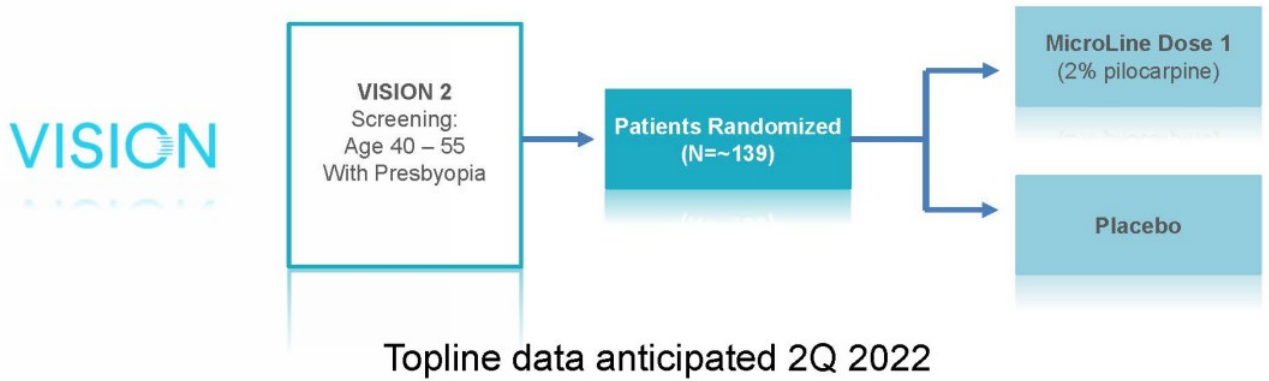 VISION
VISION 2
Screening:
Age 40 – 55
With Presbyopia
Patients Randomized
(N=~139)
MicroLine Dose 1
(2% pilocarpine)
Placebo
Topline data anticipated 2Q 2022